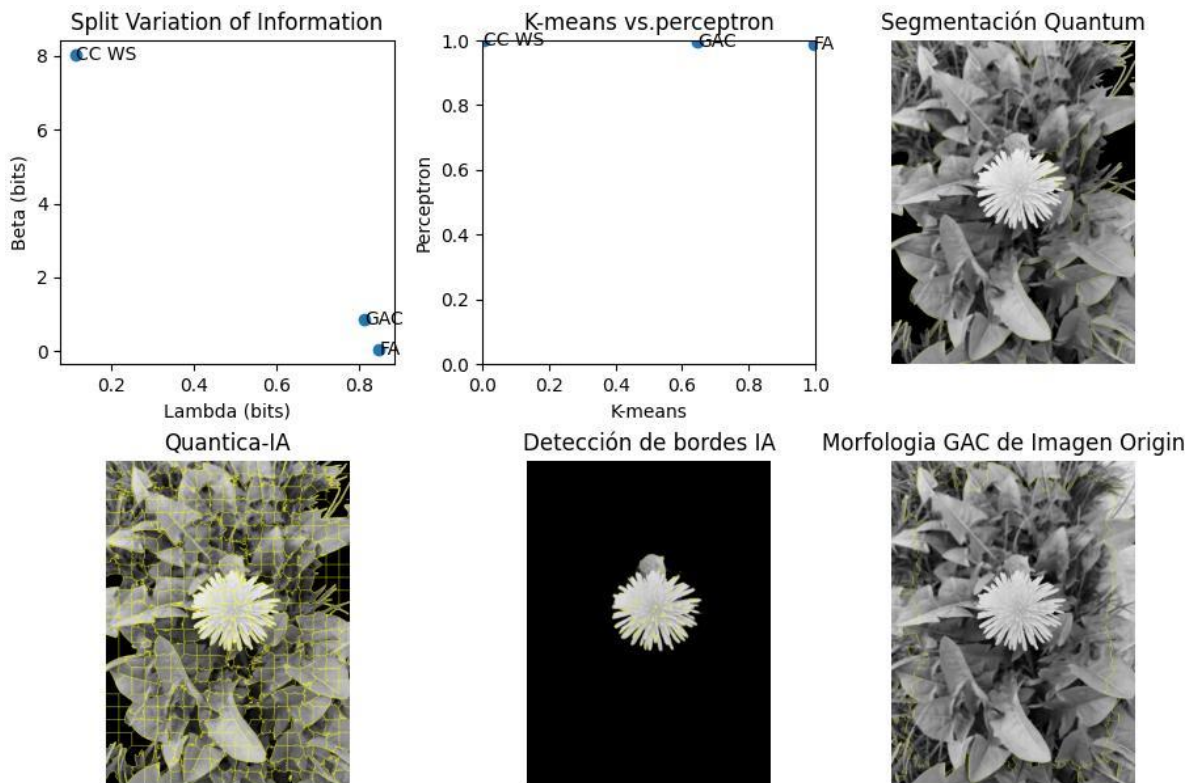 Split Variation of Information
8
6
4
2
0
Beta (bits)
CC WS
GAC
FA
0.2
0.4
0.6
0.8
Lambda (bits)
K-means vs.perceptron
1.0
0.8
0.6
0.4
0.2
0.0
Perceptron
CC WS
GAC
FA
0.0
0.2
0.4
0.6
0.8
1.0
K-means
Segmentación Quantum
Quantica-IA
Detección de bordes IA
Morfologia GAC de Imagen Origin